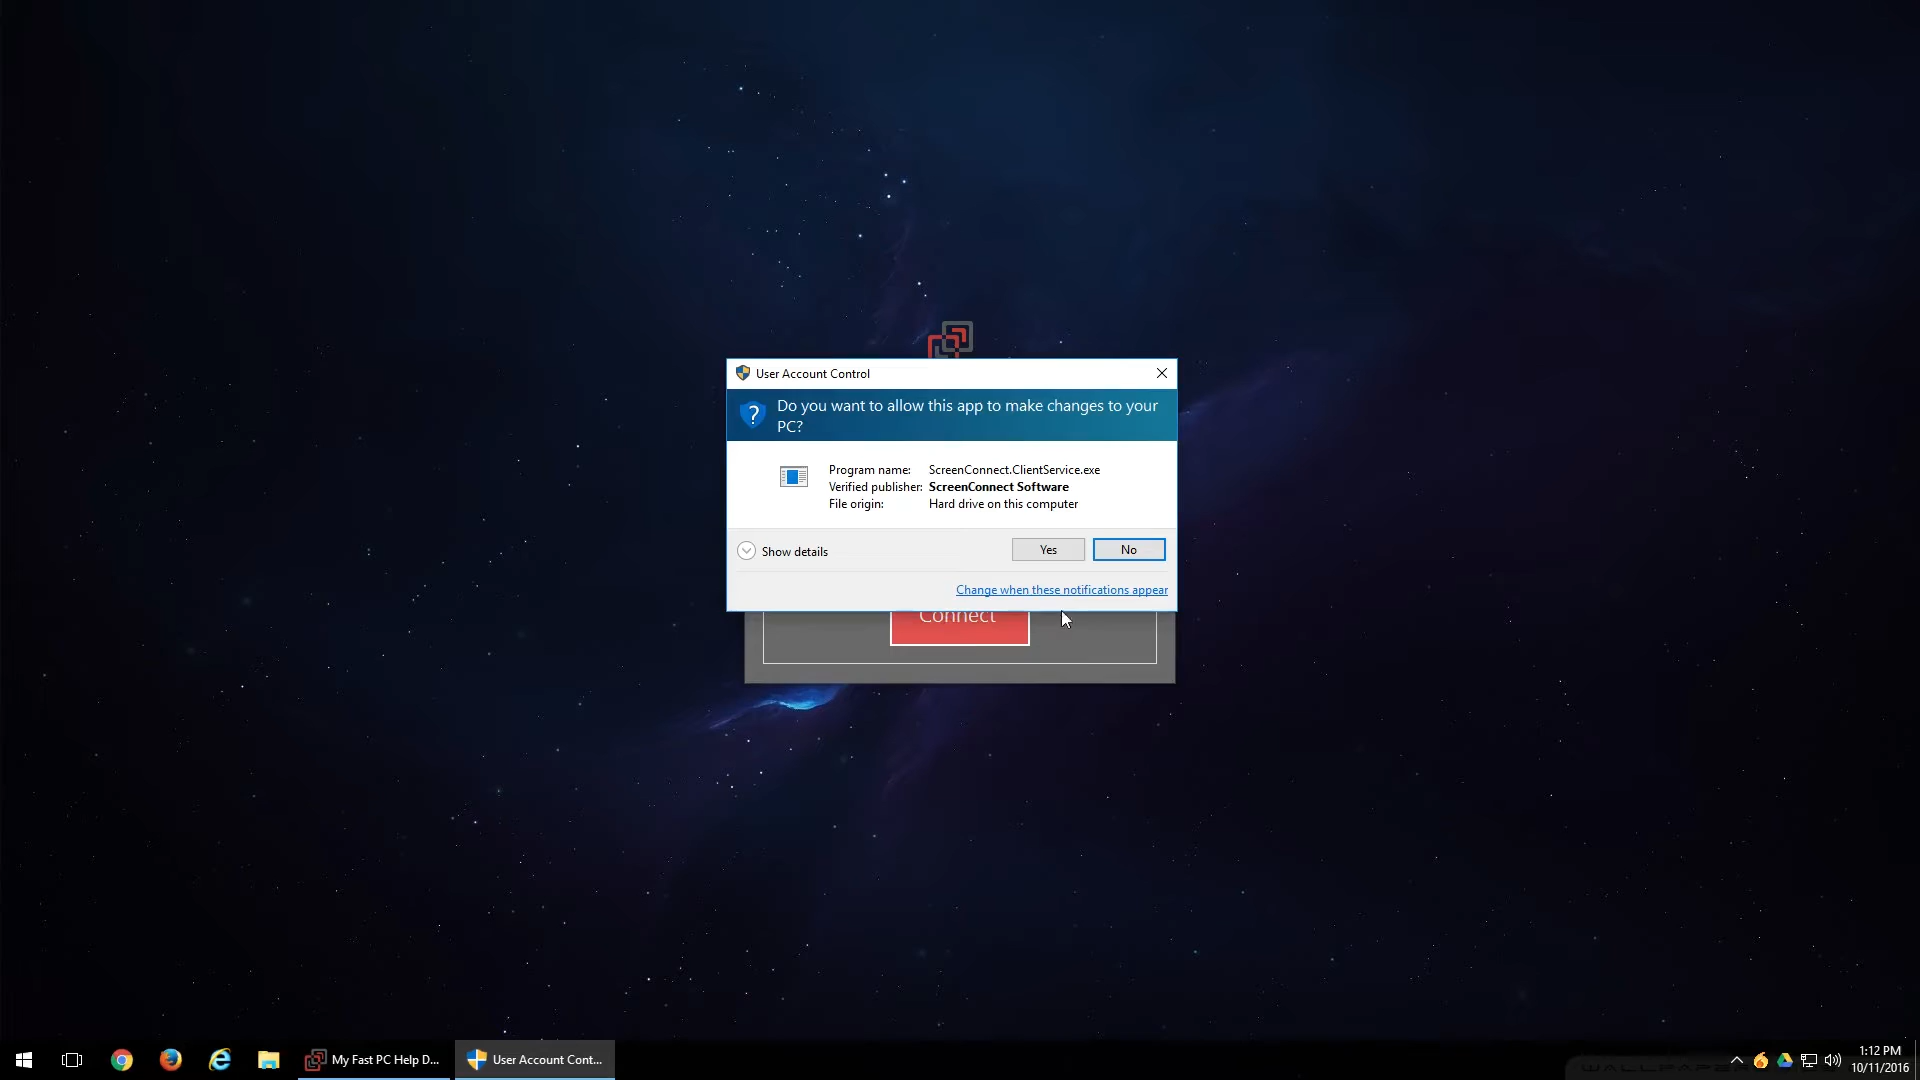 User Account Control
Do you want to allow this app to make changes to your
PC?
Program name: ScreenConnect.ClientService.exe
Verified publisher: ScreenConnect Software
File origin: Hard drive on this computer
Show details
Yes
No
Change when these notifications appear
Connect
My Fast PC Help D...
User Account Cont...
1:12 PM
10/11/2016